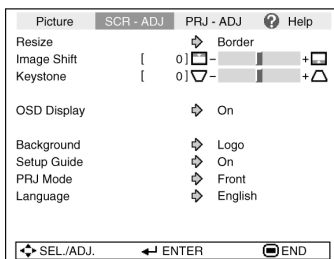 Picture SCR - ADJ PRJ - ADJ ? Help
Resize Border
Image Shift [ 0] − +
Keystone [ 0] − +
OSD Display On
Background Logo
Setup Guide On
PRJ Mode Front
Language English
SEL./ADJ. ENTER END